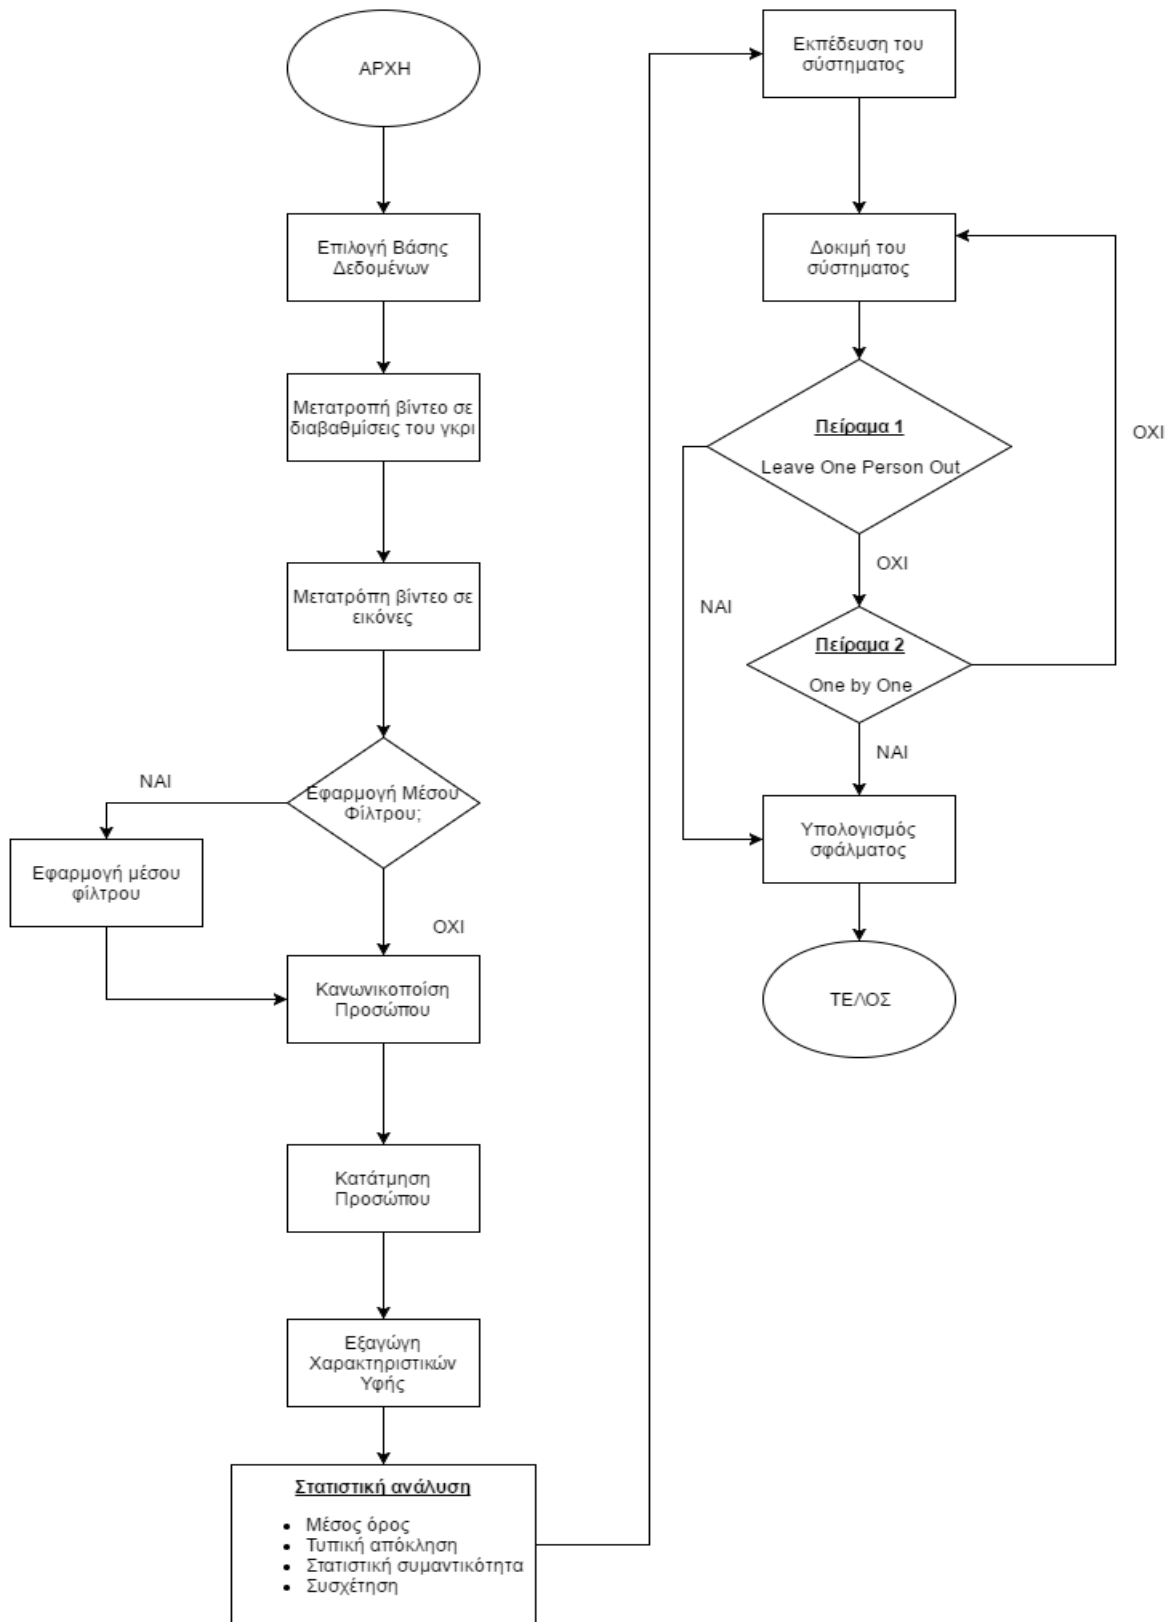 ΑΡΧΗ
Επιλογή Βάσης
Δεδομένων
Μετατροπή βίντεο σε
διαβαθμίσεις του γκρι
Μετατρόπη βίντεο σε
εικόνες
Εφαρμογή Μέσου
Φίλτρου;
ΝΑΙ
Εφαρμογή μέσου
φίλτρου
ΟΧΙ
Κανωνικοποίση
Προσώπου
Κατάτμηση
Προσώπου
Εξαγώγη
Χαρακτηριστικών
Υφής
Στατιστική ανάλυση
• Μέσος όρος
• Τυπική απόκληση
• Στατιστική συμαντικότητα
• Συσχέτηση
Εκπέδευση του
σύστηματος
Δοκιμή του
σύστηματος
Πείραμα 1
Leave One Person Out
ΟΧΙ
ΟΧΙ
ΝΑΙ
Πείραμα 2
One by One
ΝΑΙ
Υπολογισμός
σφάλματος
ΤΕΛΟΣ